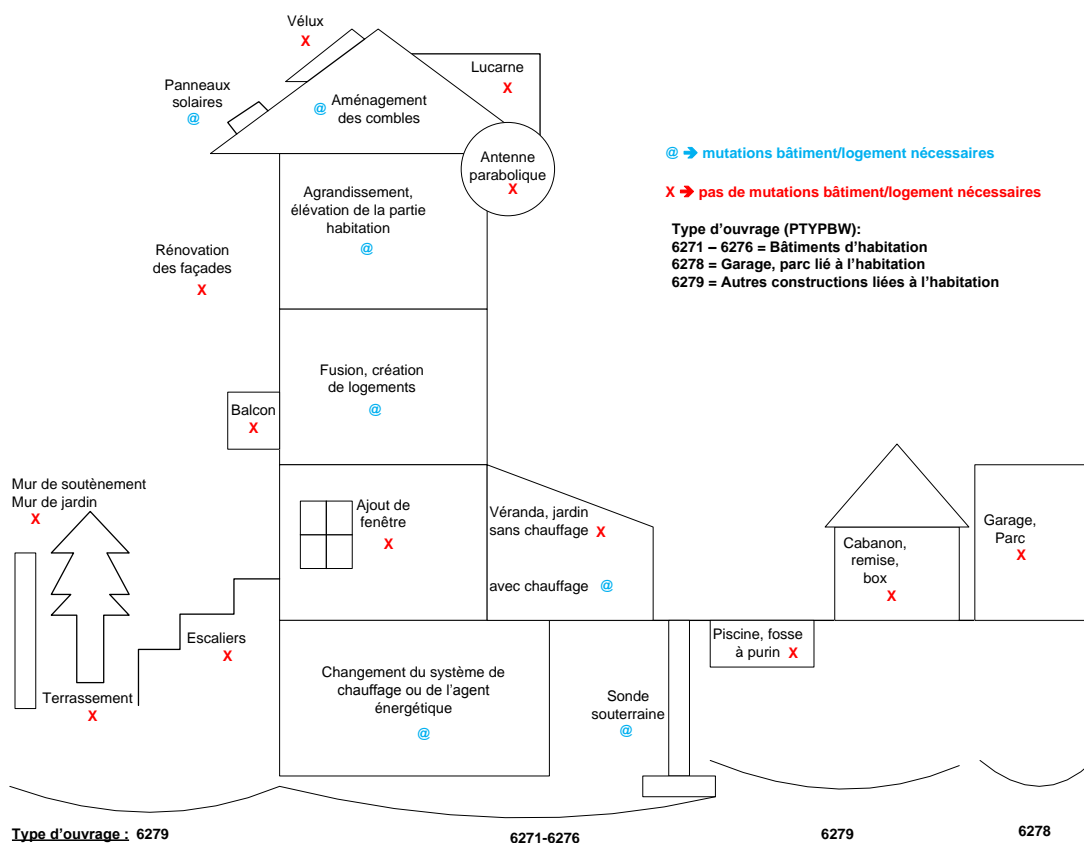 Vélux
X
Lucarne
X
Panneaux
solaires
@
@ Aménagement
des combles
Antenne
parabolique
X
@ ➔ mutations bâtiment/logement nécessaires
X ➔ pas de mutations bâtiment/logement nécessaires
Type d'ouvrage (PTYPBW):
6271 – 6276 = Bâtiments d'habitation
6278 = Garage, parc lié à l'habitation
6279 = Autres constructions liées à l'habitation
Agrandissement,
élévation de la partie
habitation
@
Rénovation
des façades
X
Fusion, création
de logements
@
Balcon
X
Mur de soutènement
Mur de jardin
X
Ajout de
fenêtre
X
Véranda, jardin
sans chauffage X
avec chauffage @
Cabanon,
remise,
box
X
Garage,
Parc
X
Escaliers
X
Piscine, fosse
à purin X
Terrassement
X
Changement du système de
chauffage ou de l'agent
énergétique
@
Sonde
souterraine
@
Type d'ouvrage : 6279
6271-6276
6279
6278